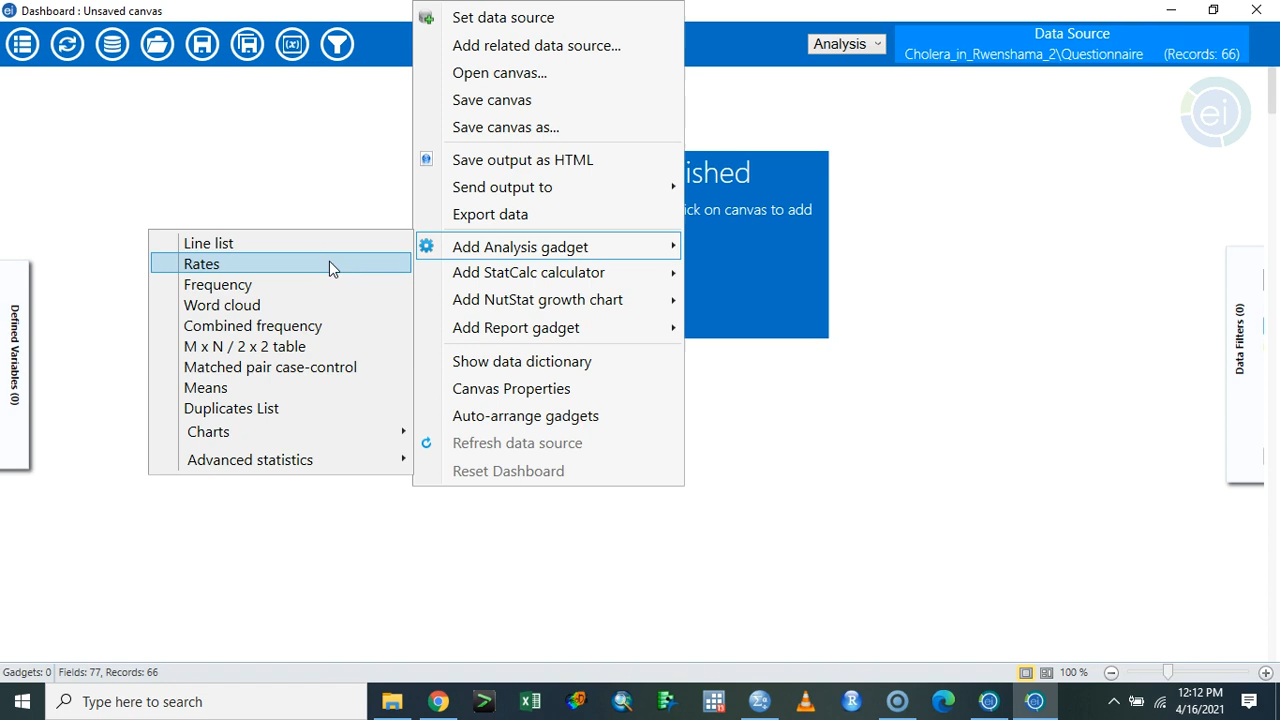 ei Dashboard : Unsaved canvas
{x}
Analysis
Data Source
Cholera_in_Rwenshama_2\Questionnaire (Records: 66)
ei
Set data source
Add related data source...
Open canvas...
Save canvas
Save canvas as...
Save output as HTML
Send output to
Export data
Add Analysis gadget
Add StatCalc calculator
Add NutStat growth chart
Add Report gadget
Show data dictionary
Canvas Properties
Auto-arrange gadgets
Refresh data source
Reset Dashboard
ished
ick on canvas to add
Line list
Rates
Frequency
Word cloud
Combined frequency
M x N / 2 x 2 table
Matched pair case-control
Means
Duplicates List
Charts
Advanced statistics
Defined Variables (0)
Data Filters (0)
Gadgets: 0 Fields: 77, Records: 66
100 %
Type here to search
12:12 PM
4/16/2021